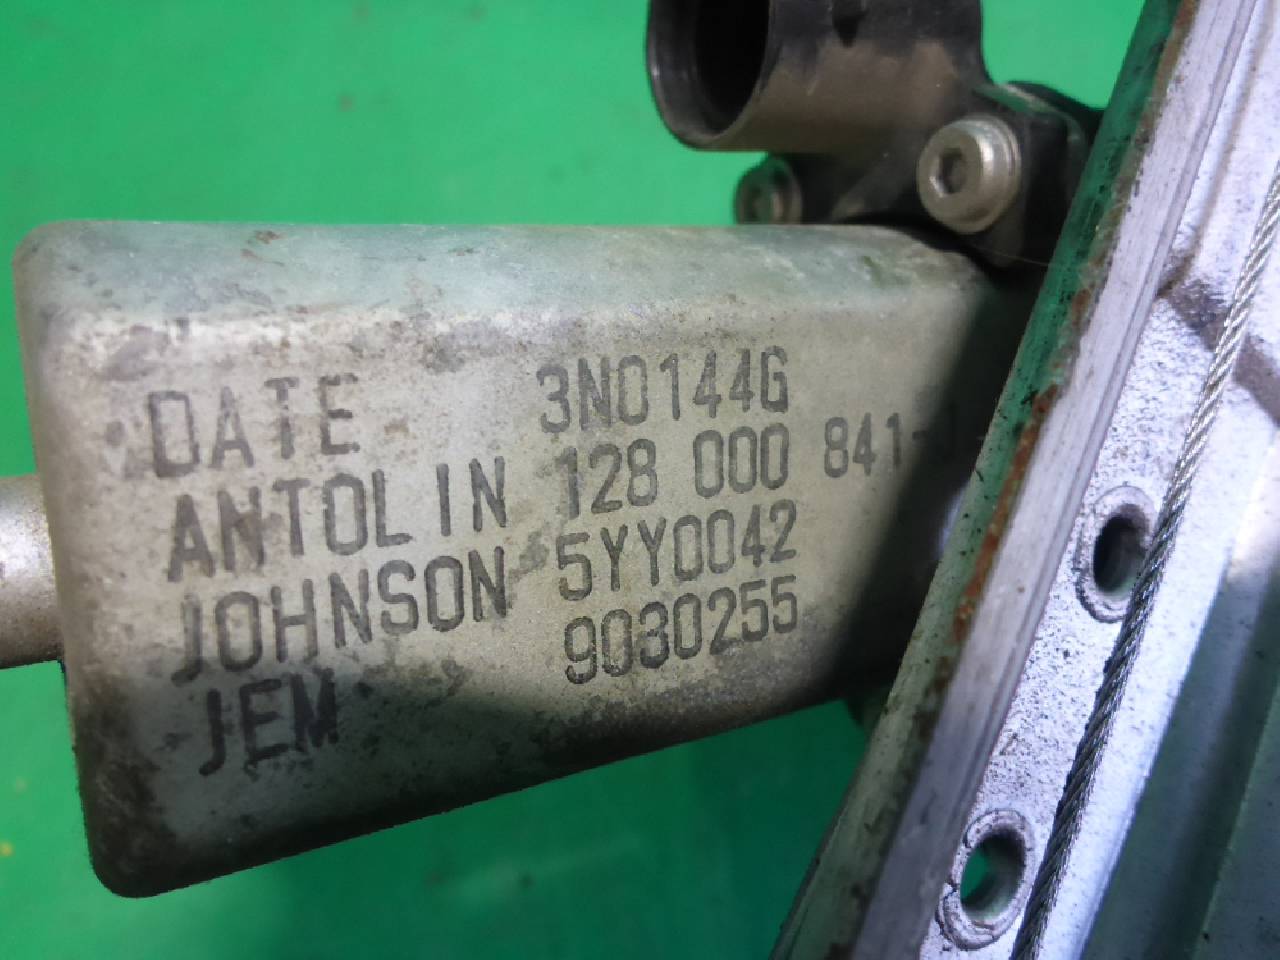 DATE 3N0144G
ANTOLIN 128 000 841-J
JOHNSON 5YY0042
JEM 9030255